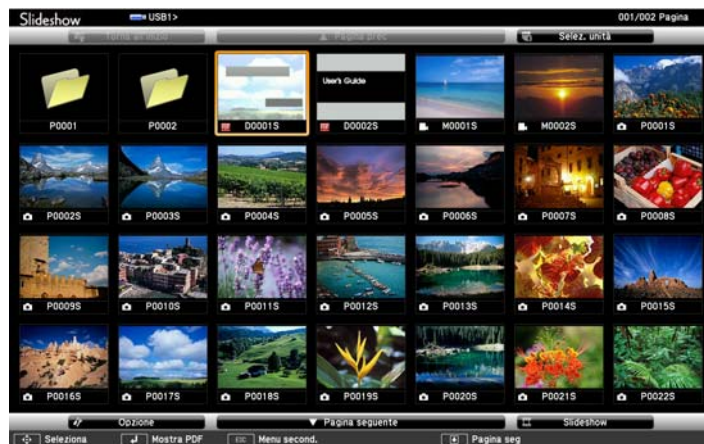 Slideshow USB1> 001/002 Pagina
Torna all'inizio Pagina prec Selez. unità
User's Guide
P0001 P0002 D0001S D0002S M0001S M0002S P0001S
P0002S P0003S P0004S P0005S P0006S P0007S P0008S
P0009S P0010S P0011S P0012S P0013S P0014S P0015S
P0016S P0017S P0018S P0019S P0020S P0021S P0022S
Opzione Pagina seguente Slideshow
Seleziona Mostra PDF ESC Menu second. Pagina seg